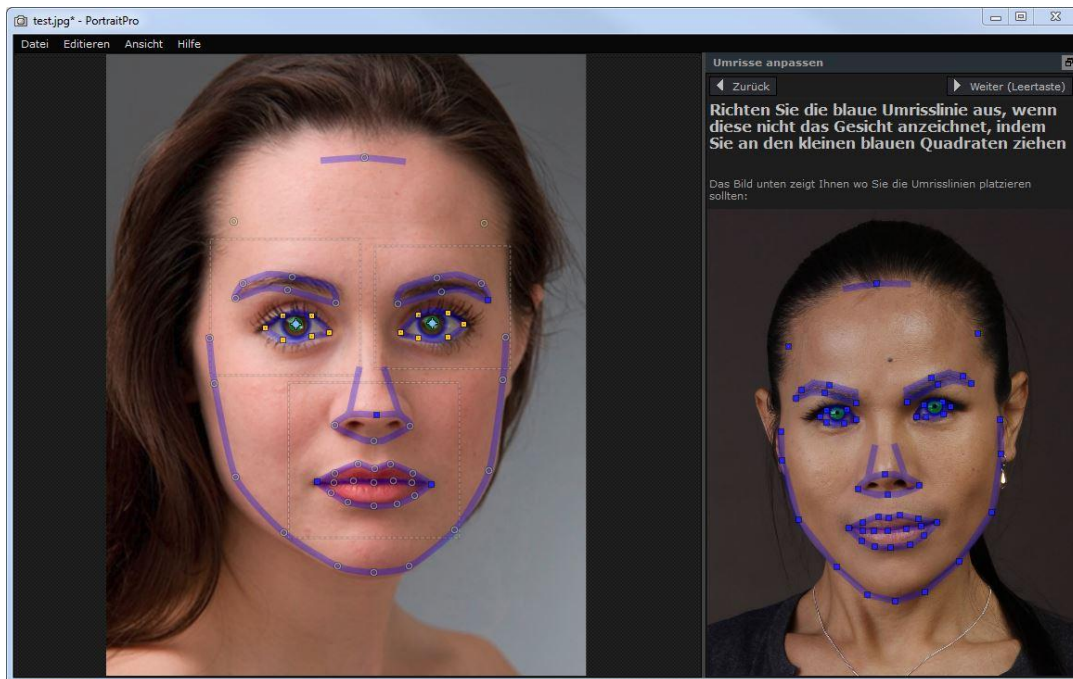 test.jpg* - PortraitPro
Datei Editieren Ansicht Hilfe
Umrisse anpassen
Zurück Weiter (Leertaste)
Richten Sie die blaue Umrisslinie aus, wenn
diese nicht das Gesicht anzeichnet, indem
Sie an den kleinen blauen Quadraten ziehen
Das Bild unten zeigt Ihnen wo Sie die Umrisslinien platzieren
sollten: